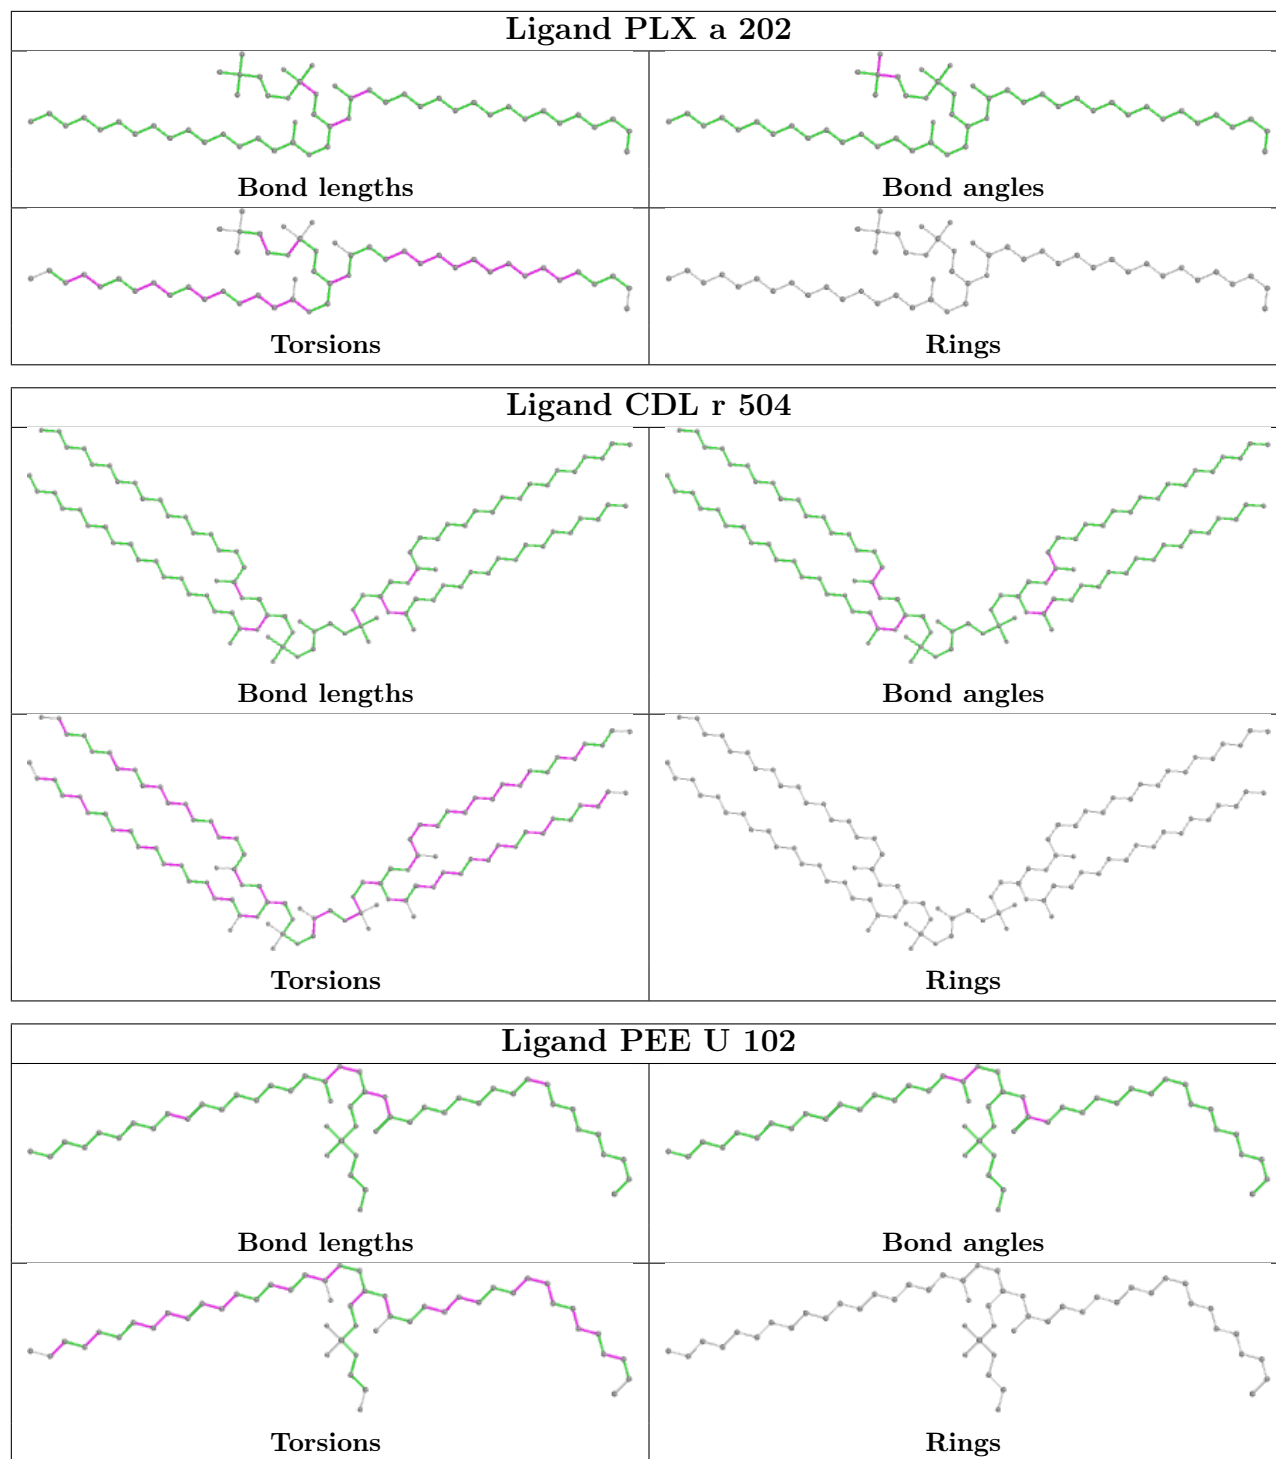 Ligand PLX a 202
Bond lengths
Bond angles
Torsions
Rings
Ligand CDL r 504
Bond lengths
Bond angles
Torsions
Rings
Ligand PEE U 102
Bond lengths
Bond angles
Torsions
Rings